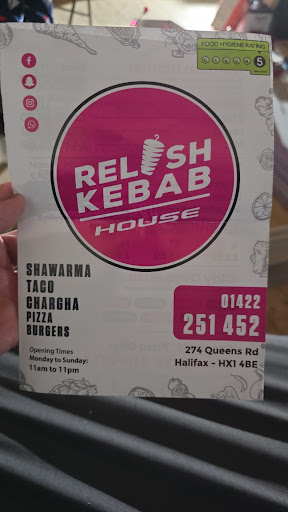 FOOD HYGIENE RATING
5
RELISH
KEBAB
HOUSE
SHAWARMA
TACO
CHARGHA
PIZZA
BURGERS
01422
251 452
Opening Times
Monday to Sunday:
11am to 11pm
274 Queens Rd
Halifax - HX1 4BE